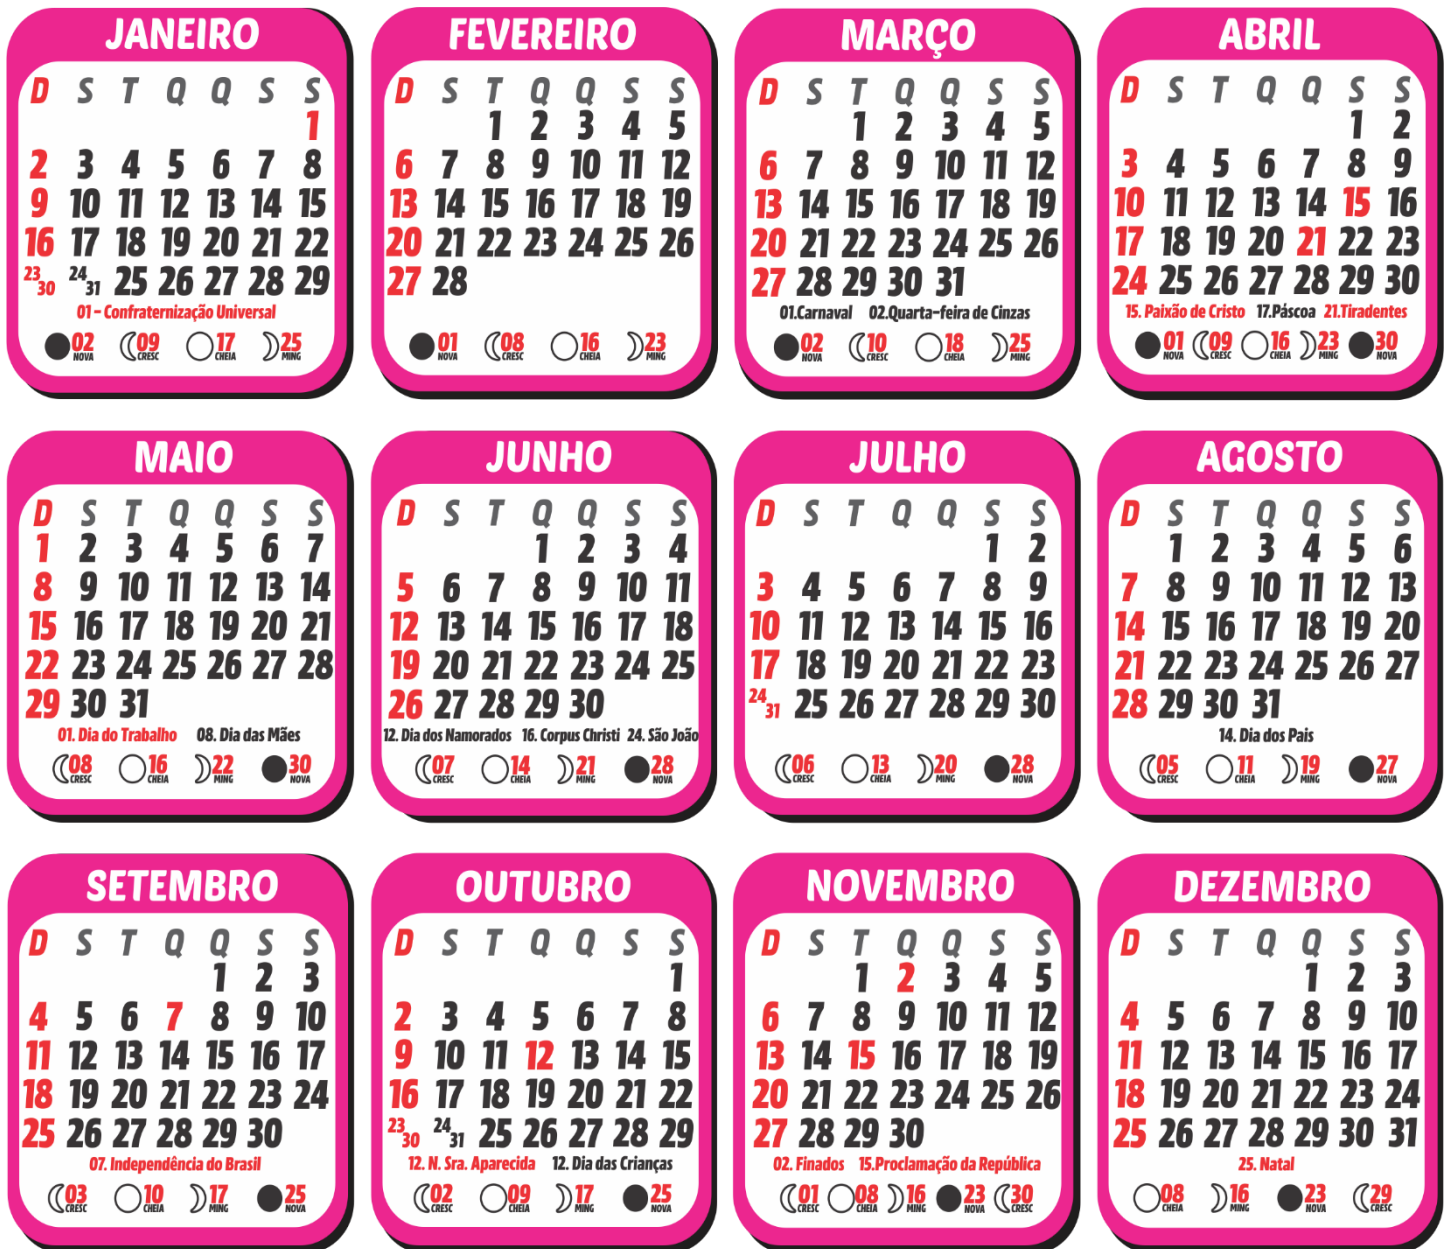 JANEIRO
D S T Q Q S S
1
2 3 4 5 6 7 8
9 10 11 12 13 14 15
16 17 18 19 20 21 22
23 30 24 31 25 26 27 28 29
01 - Confraternização Universal
02 NOVA 09 CRESC 17 CHEIA 25 MING
FEVEREIRO
D S T Q Q S S
1 2 3 4 5
6 7 8 9 10 11 12
13 14 15 16 17 18 19
20 21 22 23 24 25 26
27 28
01 NOVA 08 CRESC 16 CHEIA 23 MING
MARÇO
D S T Q Q S S
1 2 3 4 5
6 7 8 9 10 11 12
13 14 15 16 17 18 19
20 21 22 23 24 25 26
27 28 29 30 31
01.Carnaval 02.Quarta-feira de Cinzas
02 NOVA 10 CRESC 18 CHEIA 25 MING
ABRIL
D S T Q Q S S
1 2
3 4 5 6 7 8 9
10 11 12 13 14 15 16
17 18 19 20 21 22 23
24 25 26 27 28 29 30
15. Paixão de Cristo 17.Páscoa 21.Tiradentes
01 NOVA 09 CRESC 16 CHEIA 23 MING 30 NOVA
MAIO
D S T Q Q S S
1 2 3 4 5 6 7
8 9 10 11 12 13 14
15 16 17 18 19 20 21
22 23 24 25 26 27 28
29 30 31
01. Dia do Trabalho 08. Dia das Mães
08 CRESC 16 CHEIA 22 MING 30 NOVA
JUNHO
D S T Q Q S S
1 2 3 4
5 6 7 8 9 10 11
12 13 14 15 16 17 18
19 20 21 22 23 24 25
26 27 28 29 30
12. Dia dos Namorados 16. Corpus Christi 24. São João
07 CRESC 14 CHEIA 21 MING 28 NOVA
JULHO
D S T Q Q S S
1 2
3 4 5 6 7 8 9
10 11 12 13 14 15 16
17 18 19 20 21 22 23
24 31 25 26 27 28 29 30
06 CRESC 13 CHEIA 20 MING 28 NOVA
AGOSTO
D S T Q Q S S
1 2 3 4 5 6
7 8 9 10 11 12 13
14 15 16 17 18 19 20
21 22 23 24 25 26 27
28 29 30 31
14. Dia dos Pais
05 CRESC 11 CHEIA 19 MING 27 NOVA
SETEMBRO
D S T Q Q S S
1 2 3
4 5 6 7 8 9 10
11 12 13 14 15 16 17
18 19 20 21 22 23 24
25 26 27 28 29 30
07. Independência do Brasil
03 CRESC 10 CHEIA 17 MING 25 NOVA
OUTUBRO
D S T Q Q S S
1
2 3 4 5 6 7 8
9 10 11 12 13 14 15
16 17 18 19 20 21 22
23 30 24 31 25 26 27 28 29
12. N. Sra. Aparecida 12. Dia das Crianças
02 CRESC 09 CHEIA 17 MING 25 NOVA
NOVEMBRO
D S T Q Q S S
1 2 3 4 5
6 7 8 9 10 11 12
13 14 15 16 17 18 19
20 21 22 23 24 25 26
27 28 29 30
02. Finados 15.Proclamação da República
01 CRESC 08 CHEIA 16 MING 23 NOVA 30 CRESC
DEZEMBRO
D S T Q Q S S
1 2 3
4 5 6 7 8 9 10
11 12 13 14 15 16 17
18 19 20 21 22 23 24
25 26 27 28 29 30 31
25. Natal
08 CHEIA 16 MING 23 NOVA 29 CRESC